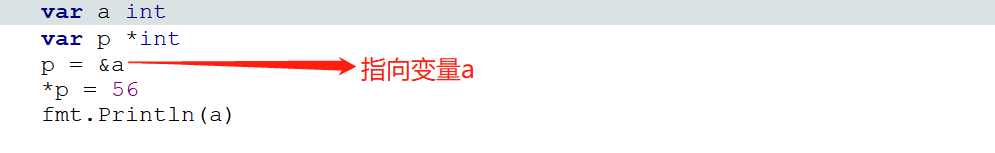 var a int
var p *int
p = &a 指向变量a
*p = 56
fmt.Println(a)